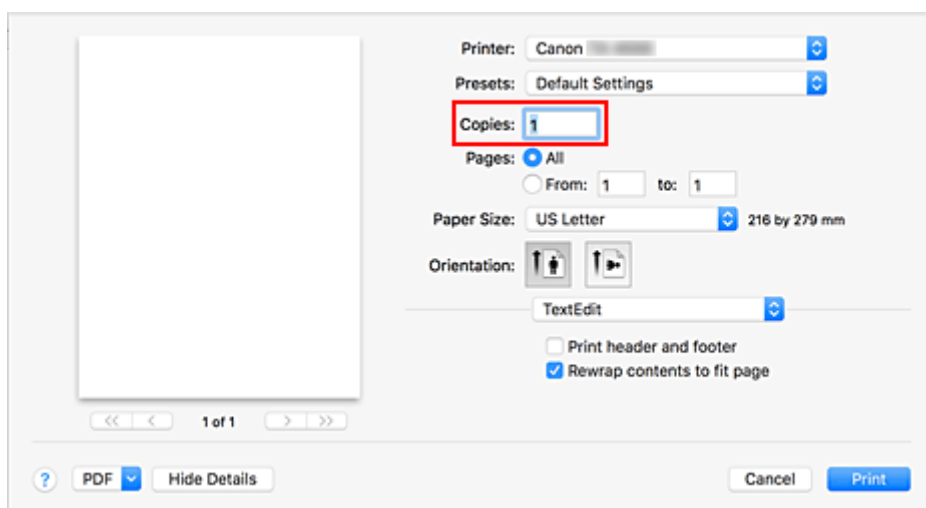 Printer: Canon
Presets: Default Settings
Copies: 1
Pages: All
From: 1 to: 1
Paper Size: US Letter 216 by 279 mm
Orientation:
TextEdit
Print header and footer
Rewrap contents to fit page
<< < 1 of 1 > >>
? PDF Hide Details Cancel Print